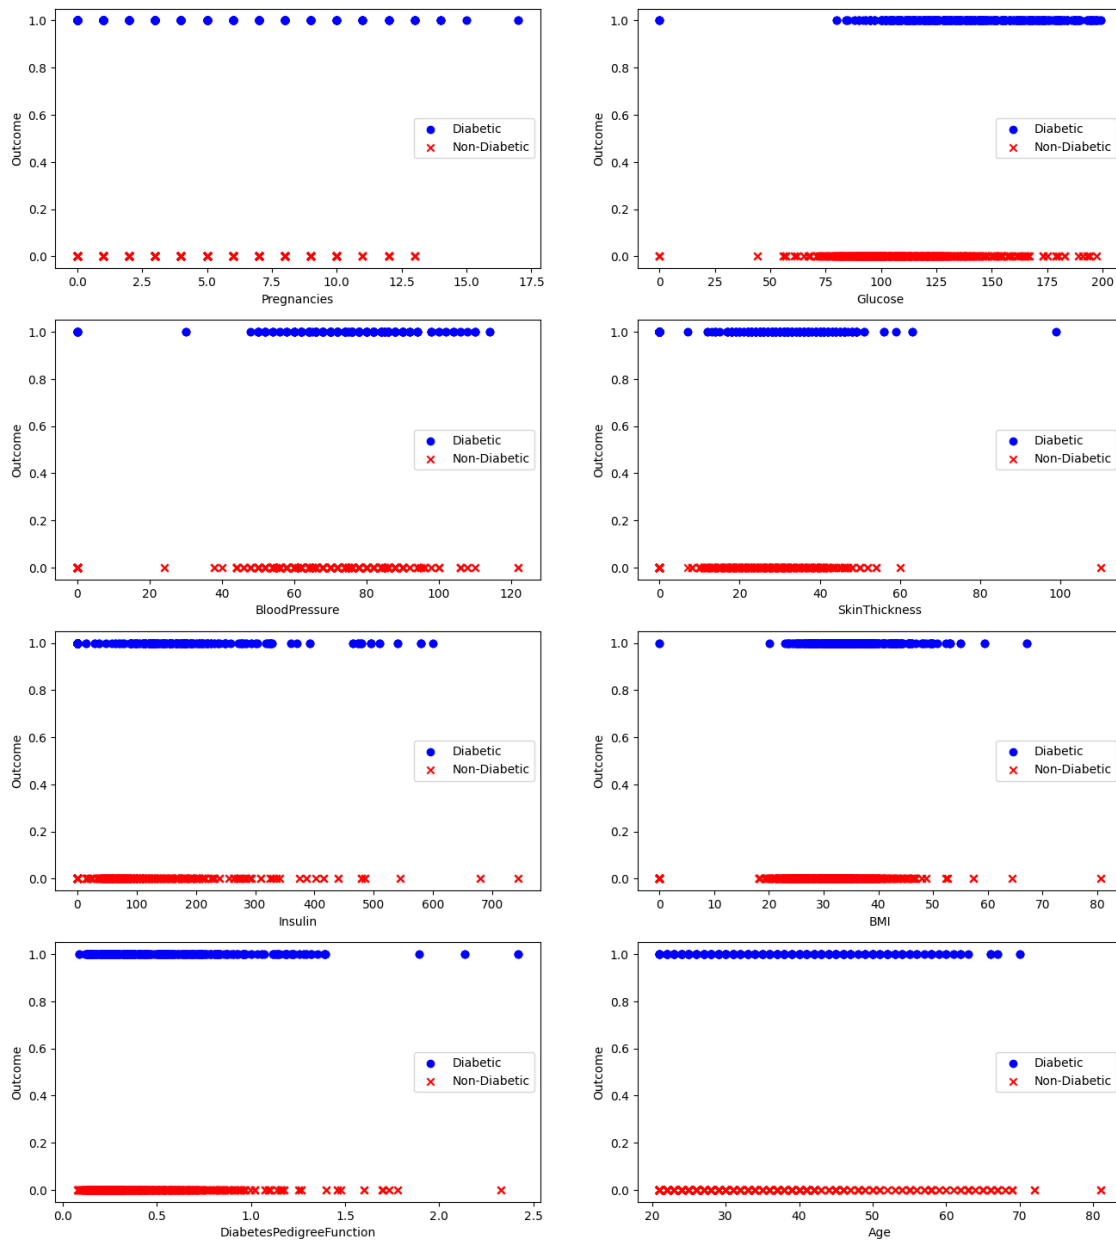 1.0
0.8
0.6
0.4
0.2
0.0
Outcome
Diabetic
Non-Diabetic
0.0 2.5 5.0 7.5 10.0 12.5 15.0 17.5
Pregnancies
1.0
0.8
0.6
0.4
0.2
0.0
Outcome
Diabetic
Non-Diabetic
0 25 50 75 100 125 150 175 200
Glucose
1.0
0.8
0.6
0.4
0.2
0.0
Outcome
Diabetic
Non-Diabetic
0 20 40 60 80 100 120
BloodPressure
1.0
0.8
0.6
0.4
0.2
0.0
Outcome
Diabetic
Non-Diabetic
0 20 40 60 80 100
SkinThickness
1.0
0.8
0.6
0.4
0.2
0.0
Outcome
Diabetic
Non-Diabetic
0 100 200 300 400 500 600 700
Insulin
1.0
0.8
0.6
0.4
0.2
0.0
Outcome
Diabetic
Non-Diabetic
0 10 20 30 40 50 60 70 80
BMI
1.0
0.8
0.6
0.4
0.2
0.0
Outcome
Diabetic
Non-Diabetic
0.0 0.5 1.0 1.5 2.0 2.5
DiabetesPedigreeFunction
1.0
0.8
0.6
0.4
0.2
0.0
Outcome
Diabetic
Non-Diabetic
20 30 40 50 60 70 80
Age